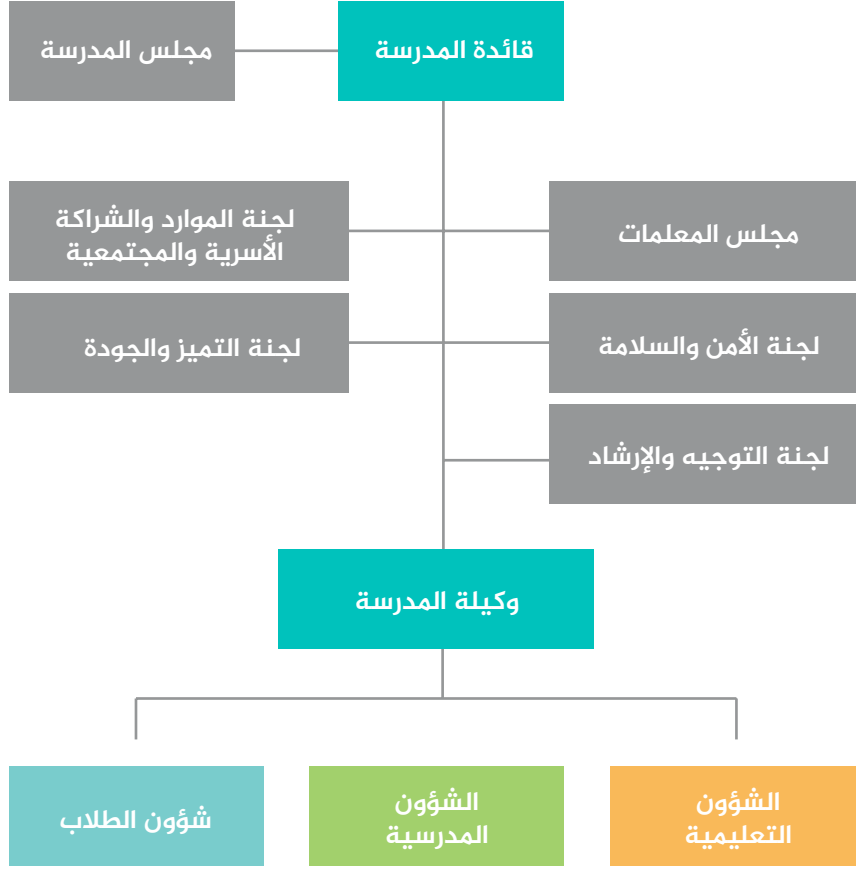 قائدة المدرسة
مجلس المدرسة
مجلس المعلمات
لجنة الموارد والشراكة
الأسرية والمجتمعية
لجنة الأمن والسلامة
لجنة التميز والجودة
لجنة التوجيه والإرشاد
وكيلة المدرسة
الشؤون
التعليمية
الشؤون
المدرسية
شؤون الطلاب